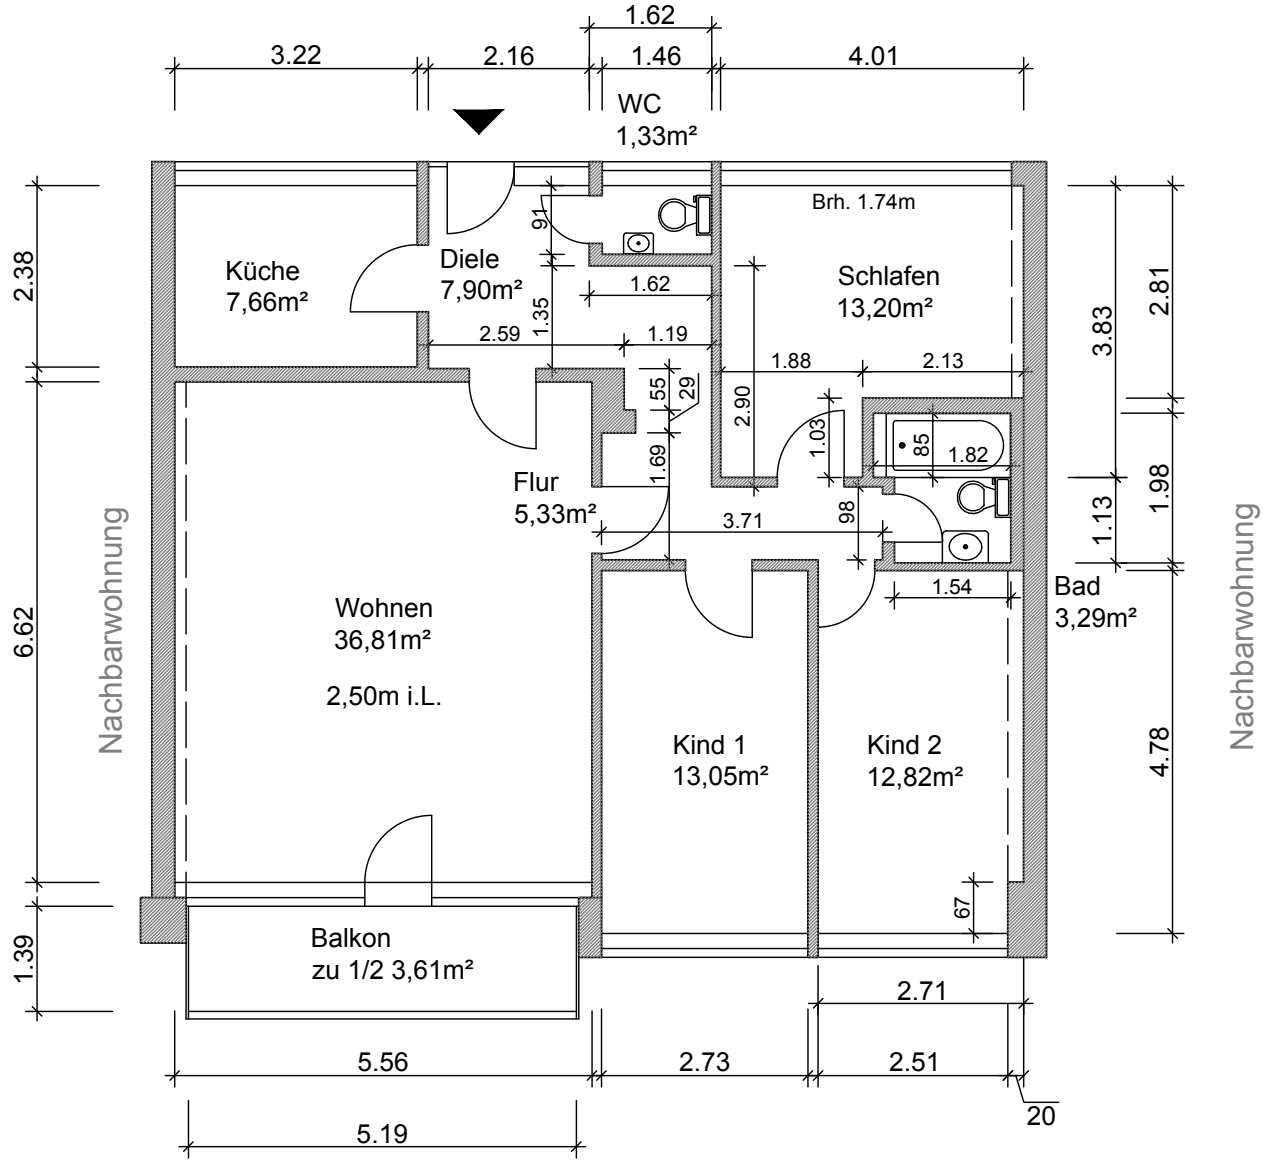 1.62
3.22
2.16
1.46
4.01
WC
1,33m²
Brh. 1.74m
91
Diele
7,90m²
Küche
7,66m²
Schlafen
13,20m²
2.38
1.62
1.35
2.59
1.19
2.81
3.83
1.88
2.13
55
29
2.90
1.03
85
1.82
1.69
Flur
5,33m²
3.71
98
1.98
1.13
1.54
Bad
3,29m²
Nachbarwohnung
Nachbarwohnung
6.62
Wohnen
36,81m²
2,50m i.L.
Kind 1
13,05m²
Kind 2
12,82m²
4.78
67
1.39
Balkon
zu 1/2 3,61m²
2.71
5.56
2.73
2.51
20
5.19